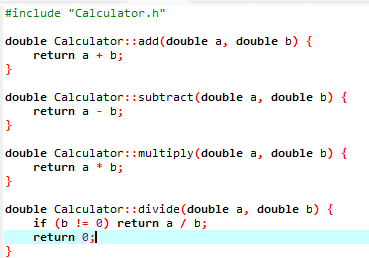 #include "Calculator.h"
double Calculator::add(double a, double b) {
    return a + b;
}
double Calculator::subtract(double a, double b) {
    return a - b;
}
double Calculator::multiply(double a, double b) {
    return a * b;
}
double Calculator::divide(double a, double b) {
    if (b != 0) return a / b;
    return 0;
}